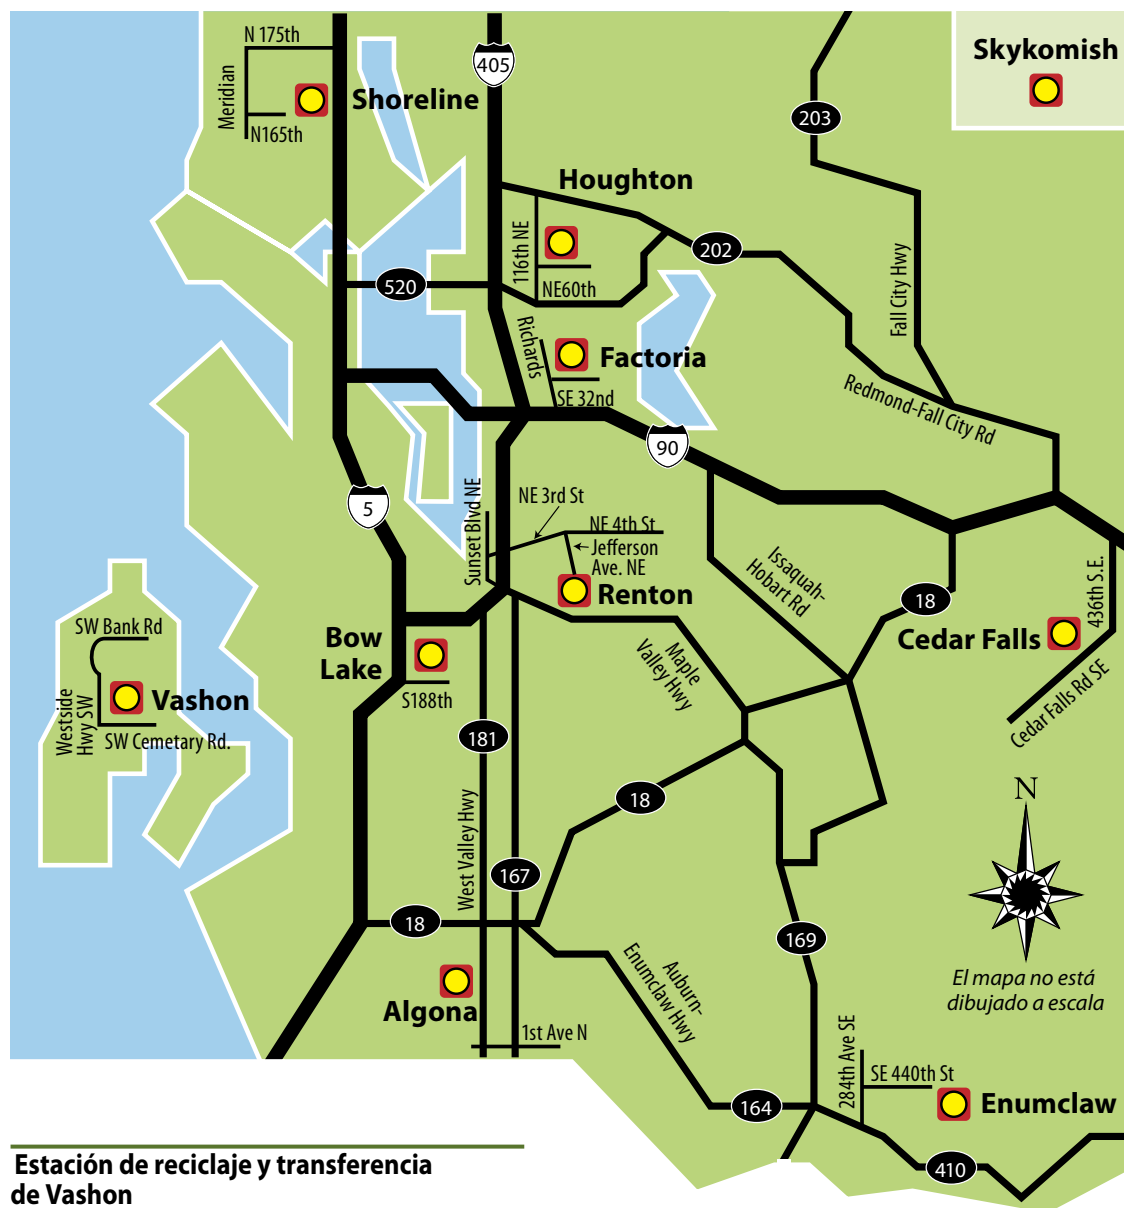 N 175th
Meridian
N165th
Shoreline
405
203
Skykomish
Houghton
116th NE
NE60th
202
520
Fall City Hwy
Richards
Factoria
SE 32nd
Redmond-Fall City Rd
90
5
Sunset Blvd NE
NE 3rd St
NE 4th St
Jefferson
Ave. NE
Renton
Issaquah-
Hobart Rd
18
436th S.E.
Cedar Falls
Cedar Falls Rd SE
Bow
Lake
S188th
Maple
Valley Hwy
SW Bank Rd
Westside
Hwy SW
Vashon
SW Cemetary Rd.
181
18
West Valley Hwy
167
18
169
N
El mapa no está
dibujado a escala
Auburn-
Enumclaw Hwy
Algona
1st Ave N
284th Ave SE
SE 440th St
Enumclaw
164
410
Estación de reciclaje y transferencia
de Vashon